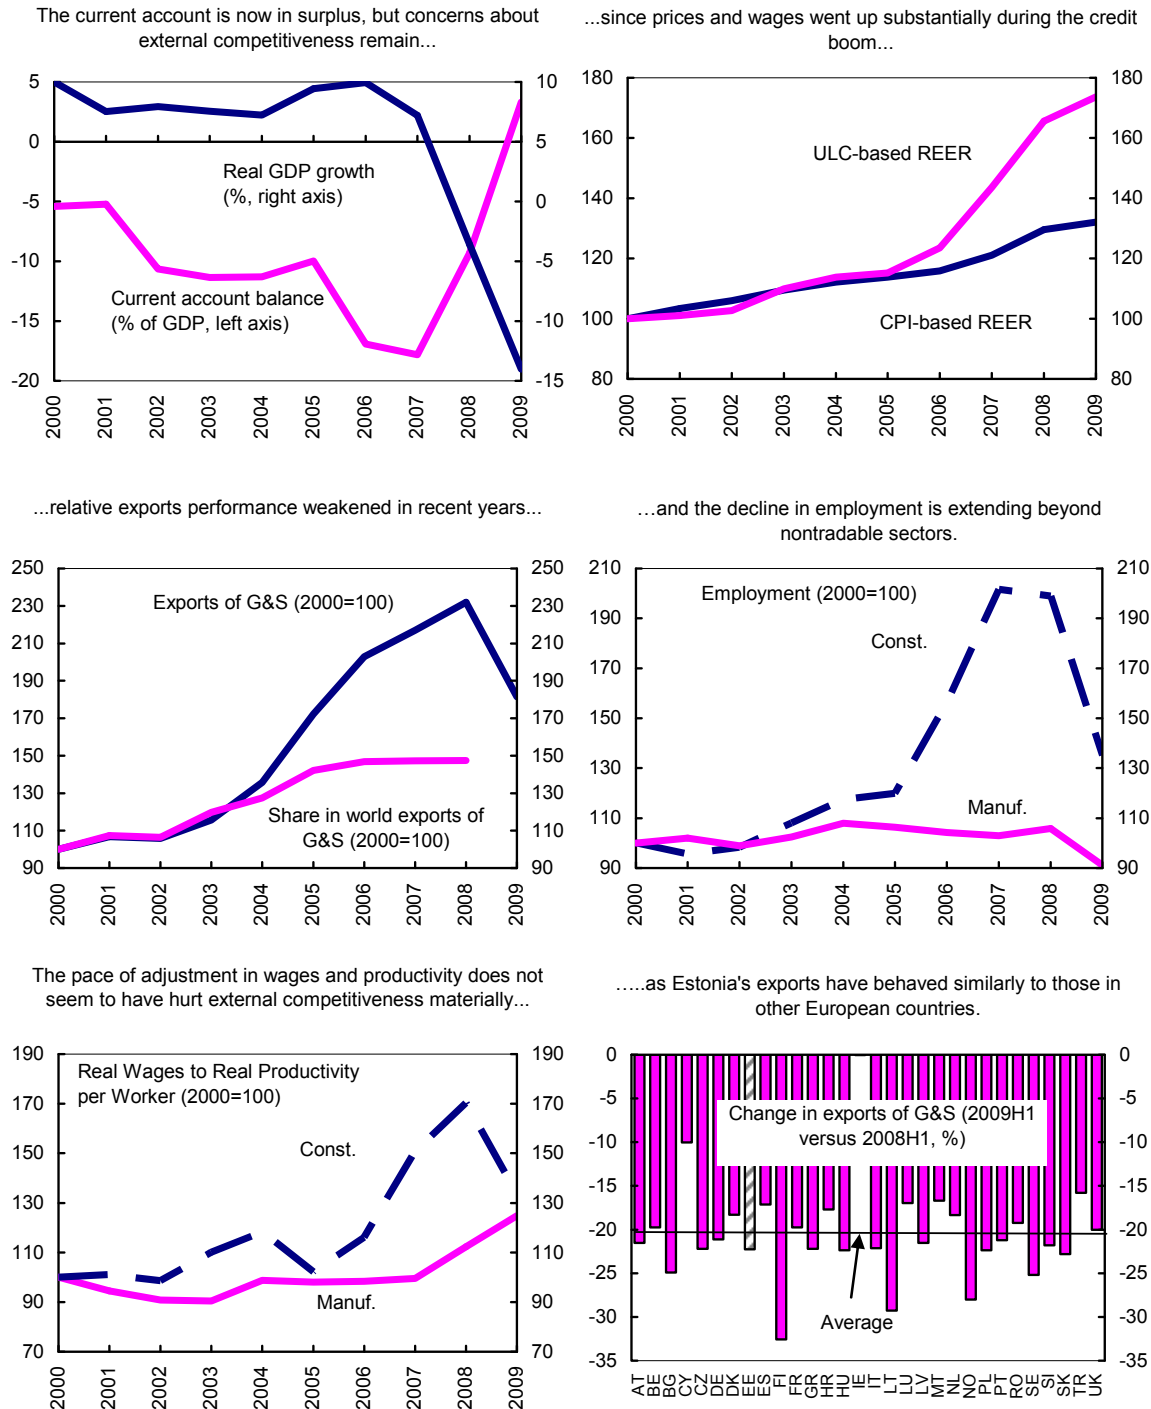 The current account is now in surplus, but concerns about
external competitiveness remain...
5
0
-5
-10
-15
-20
10
5
0
-5
-10
-15
Real GDP growth
(%, right axis)
Current account balance
(% of GDP, left axis)
2000
2001
2002
2003
2004
2005
2006
2007
2008
2009
...since prices and wages went up substantially during the credit
boom...
180
160
140
120
100
80
180
160
140
120
100
80
ULC-based REER
CPI-based REER
2000
2001
2002
2003
2004
2005
2006
2007
2008
2009
...relative exports performance weakened in recent years...
250
230
210
190
170
150
130
110
90
250
230
210
190
170
150
130
110
90
Exports of G&S (2000=100)
Share in world exports of
G&S (2000=100)
2000
2001
2002
2003
2004
2005
2006
2007
2008
2009
…and the decline in employment is extending beyond
nontradable sectors.
210
190
170
150
130
110
90
210
190
170
150
130
110
90
Employment (2000=100)
Const.
Manuf.
2000
2001
2002
2003
2004
2005
2006
2007
2008
2009
The pace of adjustment in wages and productivity does not
seem to have hurt external competitiveness materially...
190
170
150
130
110
90
70
190
170
150
130
110
90
70
Real Wages to Real Productivity
per Worker (2000=100)
Const.
Manuf.
2000
2001
2002
2003
2004
2005
2006
2007
2008
2009
…..as Estonia's exports have behaved similarly to those in
other European countries.
0
-5
-10
-15
-20
-25
-30
-35
0
-5
-10
-15
-20
-25
-30
-35
Change in exports of G&S (2009H1
versus 2008H1, %)
Average
AT
BE
BG
CY
CZ
DE
DK
EE
ES
FI
FR
GR
HR
HU
IE
IT
LT
LU
LV
MT
NL
NO
PL
PT
RO
SE
SI
SK
TR
UK